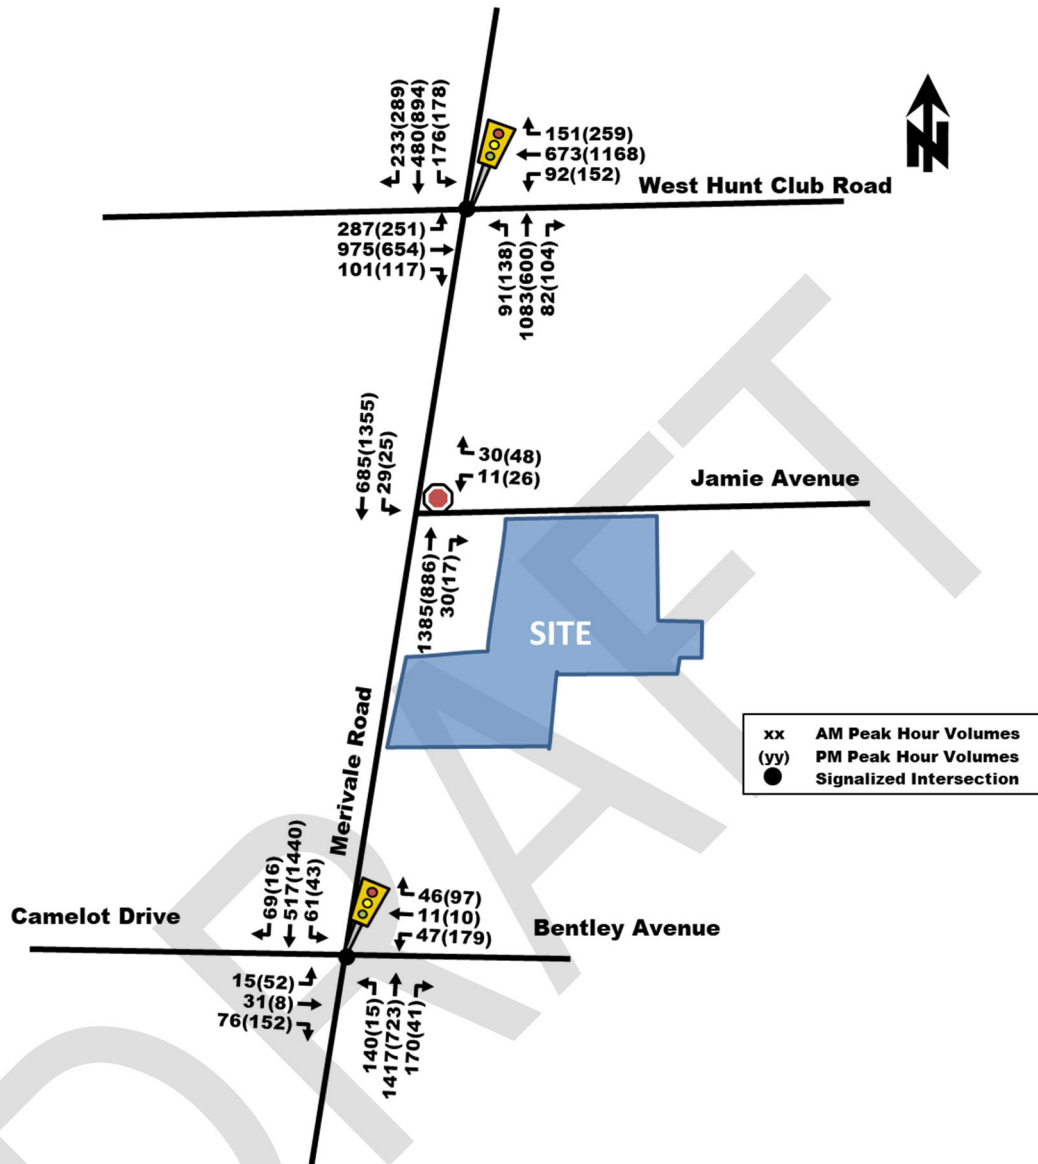 N
233(289)
480(894)
176(178)
151(259)
673(1168)
92(152)
West Hunt Club Road
287(251)
975(654)
101(117)
91(138)
1083(600)
82(104)
685(1355)
29(25)
30(48)
11(26)
Jamie Avenue
1385(886)
30(17)
SITE
Merivale Road
xx AM Peak Hour Volumes
(yy) PM Peak Hour Volumes
Signalized Intersection
69(16)
517(1440)
61(43)
46(97)
11(10)
47(179)
Camelot Drive
Bentley Avenue
15(52)
31(8)
76(152)
140(15)
1417(723)
170(41)
DRAFT